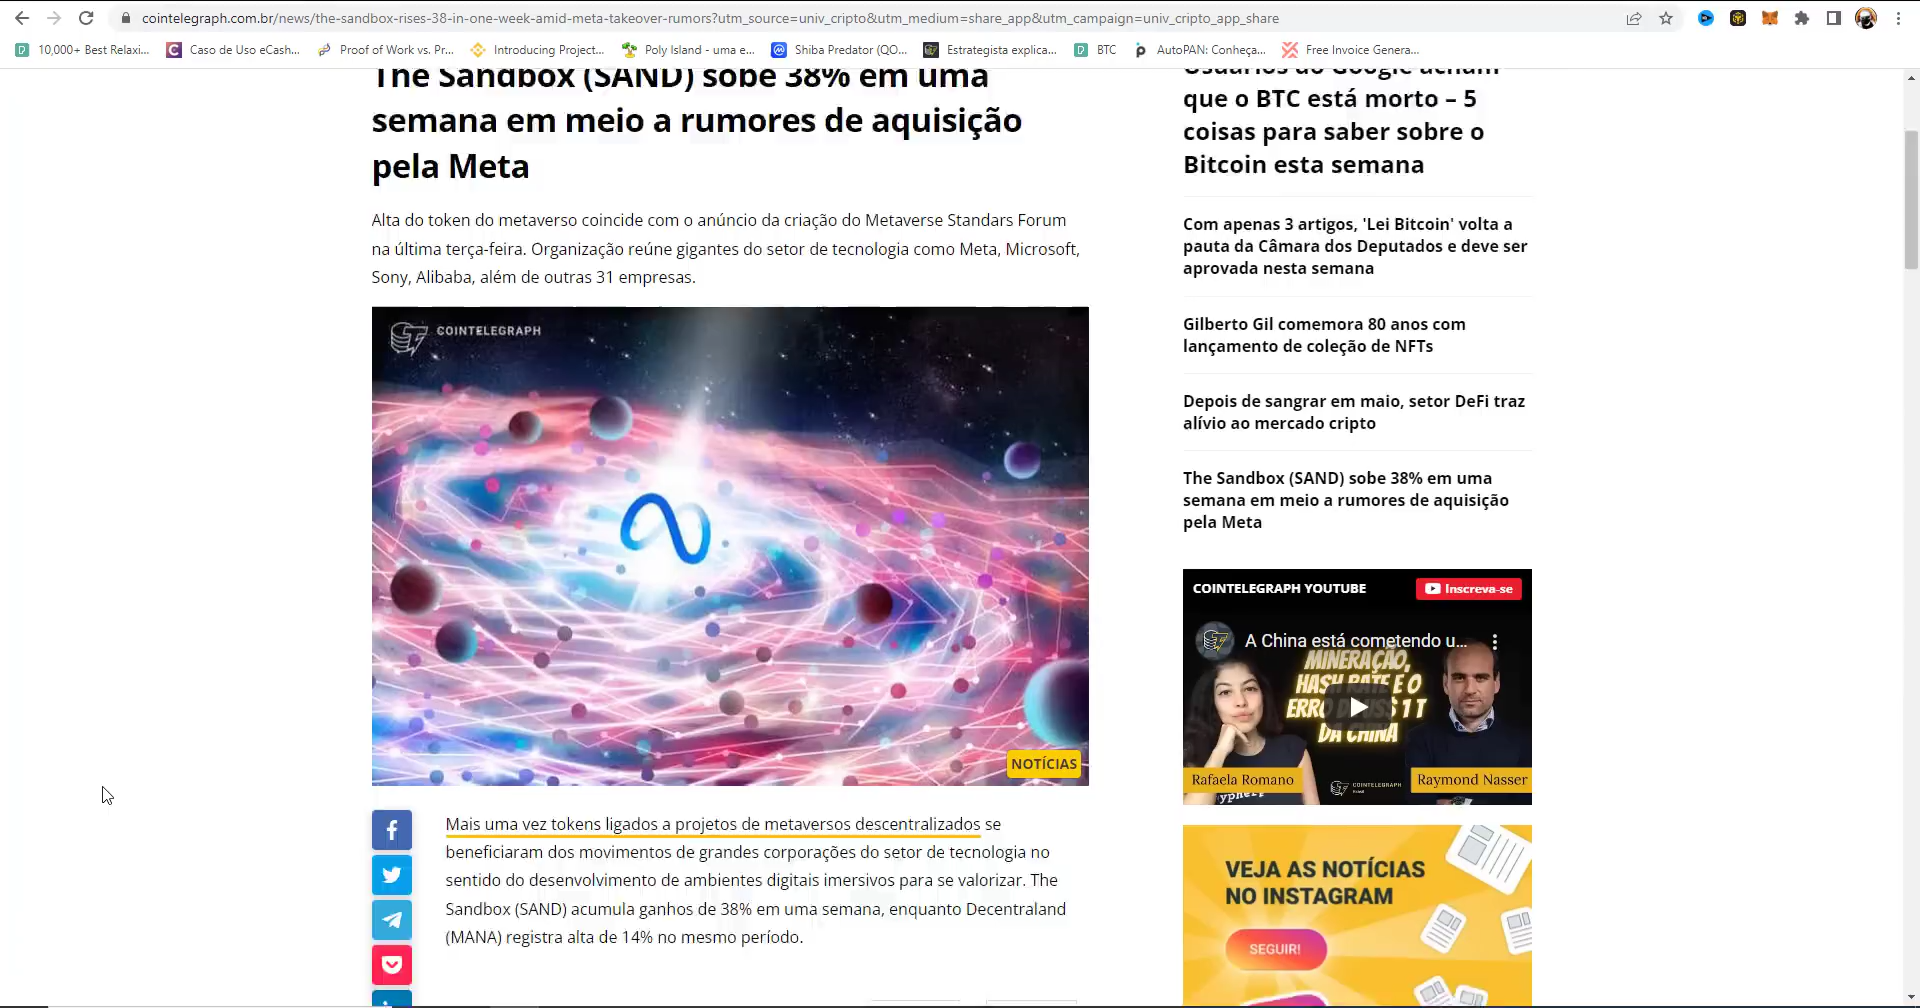 cointelegraph.com.br/news/the-sandbox-rises-38-in-one-week-amid-meta-takeover-rumors?utm_source=univ_cripto&utm_medium=share_app&utm_campaign=univ_cripto_app_share
10,000+ Best Relaxi...
Caso de Uso eCash...
Proof of Work vs. Pr...
Introducing Project...
Poly Island - uma e...
Shiba Predator (QO...
Estrategista explica...
BTC
AutoPAN: Conheça...
Free Invoice Genera...
The Sandbox (SAND) sobe 38% em uma
semana em meio a rumores de aquisição
pela Meta
Alta do token do metaverso coincide com o anúncio da criação do Metaverse Standars Forum
na última terça-feira. Organização reúne gigantes do setor de tecnologia como Meta, Microsoft,
Sony, Alibaba, além de outras 31 empresas.
COINTELEGRAPH
NOTÍCIAS
Mais uma vez tokens ligados a projetos de metaversos descentralizados se
beneficiaram dos movimentos de grandes corporações do setor de tecnologia no
sentido do desenvolvimento de ambientes digitais imersivos para se valorizar. The
Sandbox (SAND) acumula ganhos de 38% em uma semana, enquanto Decentraland
(MANA) registra alta de 14% no mesmo período.
Usuários do Google acham
que o BTC está morto – 5
coisas para saber sobre o
Bitcoin esta semana
Com apenas 3 artigos, 'Lei Bitcoin' volta a
pauta da Câmara dos Deputados e deve ser
aprovada nesta semana
Gilberto Gil comemora 80 anos com
lançamento de coleção de NFTs
Depois de sangrar em maio, setor DeFi traz
alívio ao mercado cripto
The Sandbox (SAND) sobe 38% em uma
semana em meio a rumores de aquisição
pela Meta
COINTELEGRAPH YOUTUBE
Inscreva-se
A China está cometendo u...
MINERAÇÃO,
HASH RATE E O
ERRO DE US$ 1 T
DA CHINA
Rafaela Romano
COINTELEGRAPH
Raymond Nasser
VEJA AS NOTÍCIAS
NO INSTAGRAM
SEGUIR!